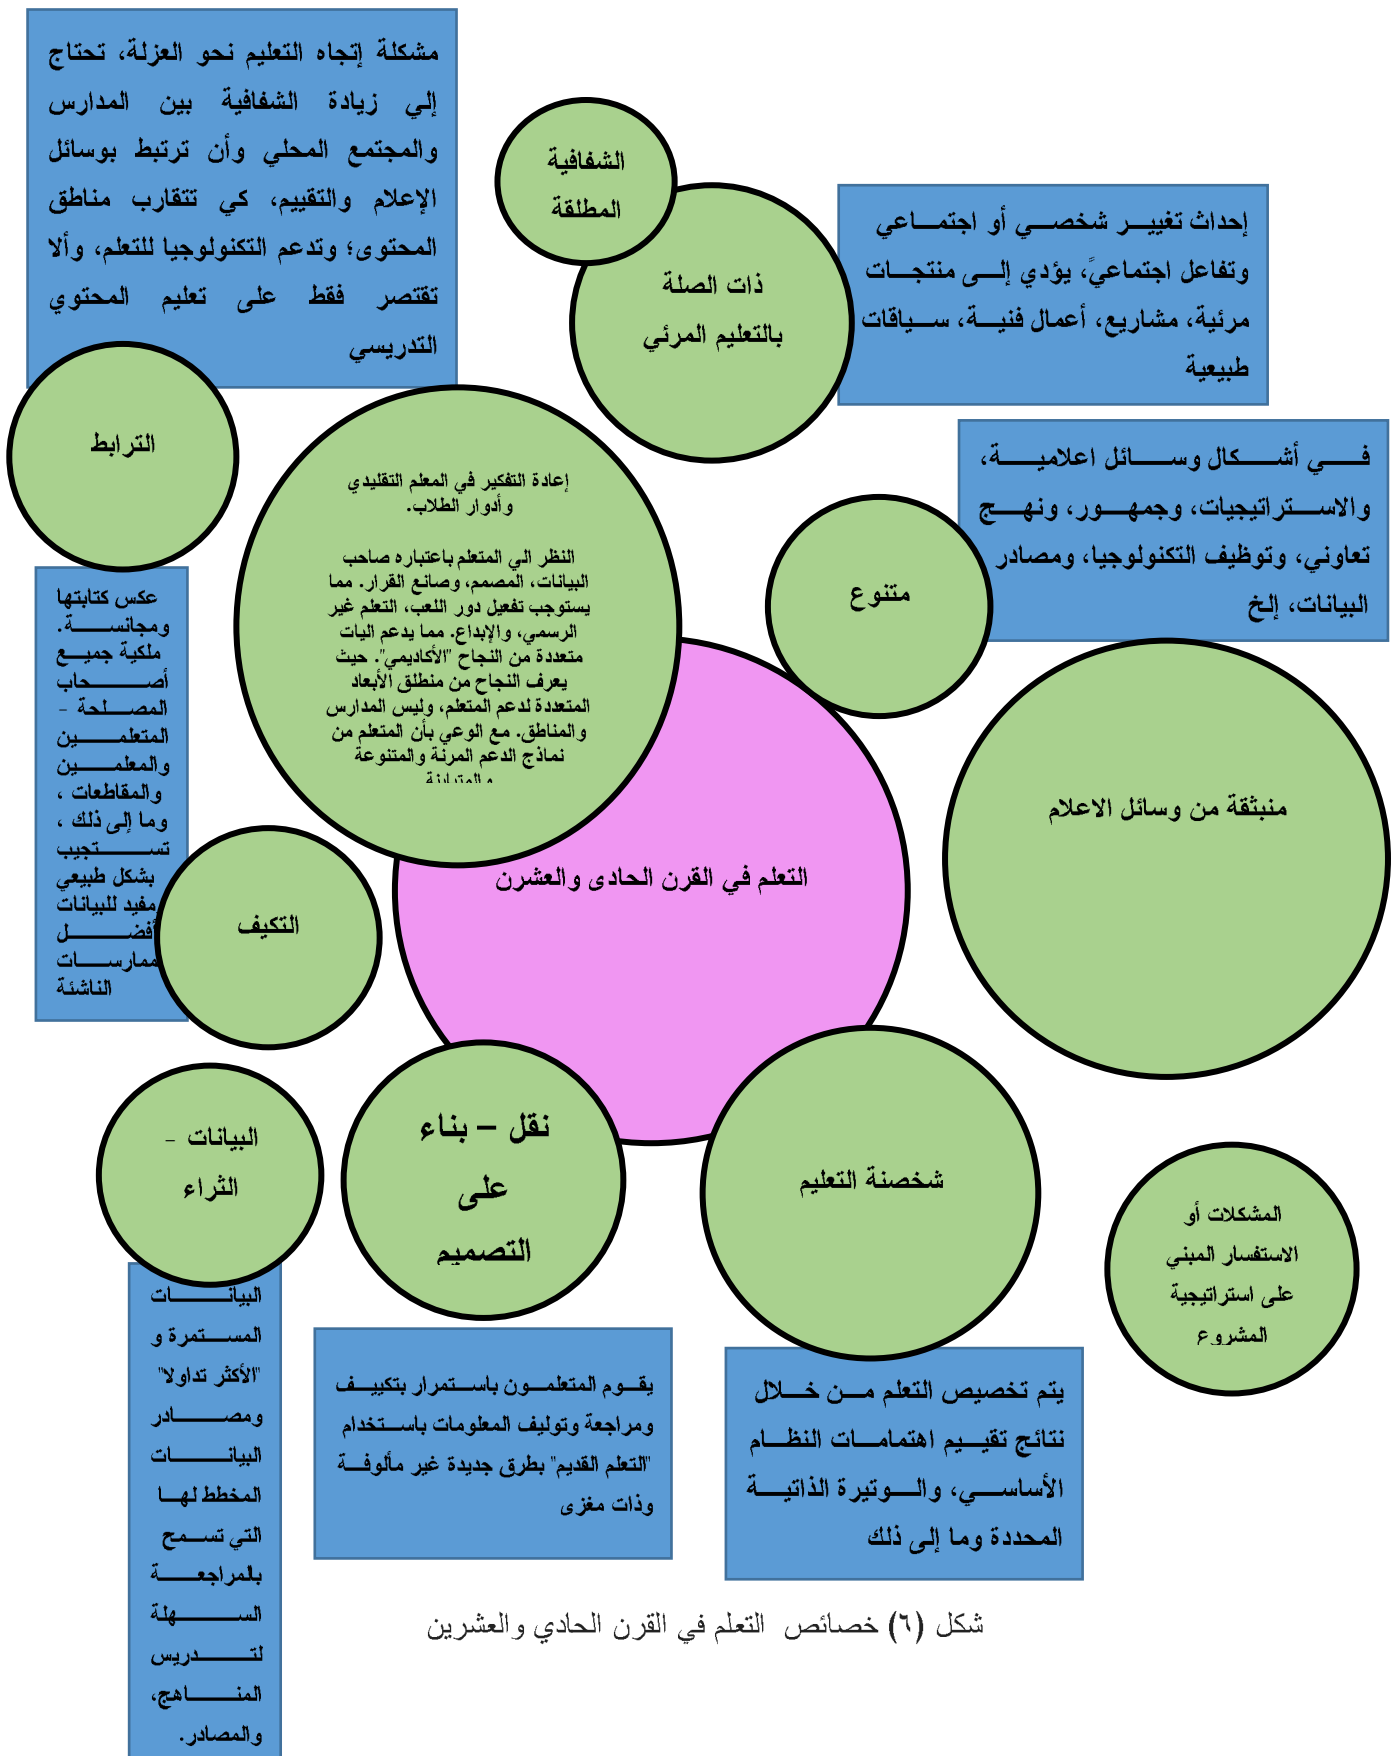 مشكلة إتجاه التعليم نحو العزلة، تحتاج
إلي زيادة الشفافية بين المدارس
والمجتمع المحلي وأن ترتبط بوسائل
الإعلام والتقييم، كي تتقارب مناطق
المحتوى؛ وتدعم التكنولوجيا للتعلم، وألا
تقتصر فقط على تعليم المحتوي
التدريسي
الشفافية
المطلقة
ذات الصلة
بالتعليم المرئي
إحداث تغيير شخصي أو اجتماعي
وتفاعل اجتماعيً، يؤدي إلى منتجات
مرئية، مشاريع، أعمال فنية، سياقات
طبيعية
الترابط
إعادة التفكير في المعلم التقليدي
وأدوار الطلاب.
النظر الي المتعلم باعتباره صاحب
البيانات، المصمم، وصانع القرار. مما
يستوجب تفعيل دور اللعب، التعلم غير
الرسمي، والإبداع. مما يدعم اليات
متعددة من النجاح "الأكاديمي". حيث
يعرف النجاح من منطلق الأبعاد
المتعددة لدعم المتعلم، وليس المدارس
والمناطق. مع الوعي بأن المتعلم من
نماذج الدعم المرنة والمتنوعة
في أشكال وسائل اعلامية،
والاستراتيجيات، وجمهور، ونهج
تعاوني، وتوظيف التكنولوجيا، ومصادر
البيانات، إلخ
متنوع
عكس كتابتها
ومجانسة.
ملكية جميع
أصحاب
المصلحة -
المتعلمين
والمعلمين
والمقاطعات ،
وما إلى ذلك ،
تستجيب
بشكل طبيعي
مفيد للبيانات
أفضل
ممارسات
الناشئة
منبثقة من وسائل الاعلام
التعلم في القرن الحادى والعشرن
التكيف
البيانات -
الثراء
نقل – بناء
على
التصميم
شخصنة التعليم
المشكلات أو
الاستفسار المبني
على استراتيجية
المشروع
البيانات
المستمرة و
"الأكثر تداولا"
ومصادر
البيانات
المخطط لها
التي تسمح
بالمراجعة
السهلة
لتدريس
المناهج،
والمصادر.
يقوم المتعلمون باستمرار بتكييف
ومراجعة وتوليف المعلومات باستخدام
"التعلم القديم" بطرق جديدة غير مألوفة
وذات مغزى
يتم تخصيص التعلم من خلال
نتائج تقييم اهتمامات النظام
الأساسي، والوتيرة الذاتية
المحددة وما إلى ذلك
شكل (٦) خصائص التعلم في القرن الحادي والعشرين